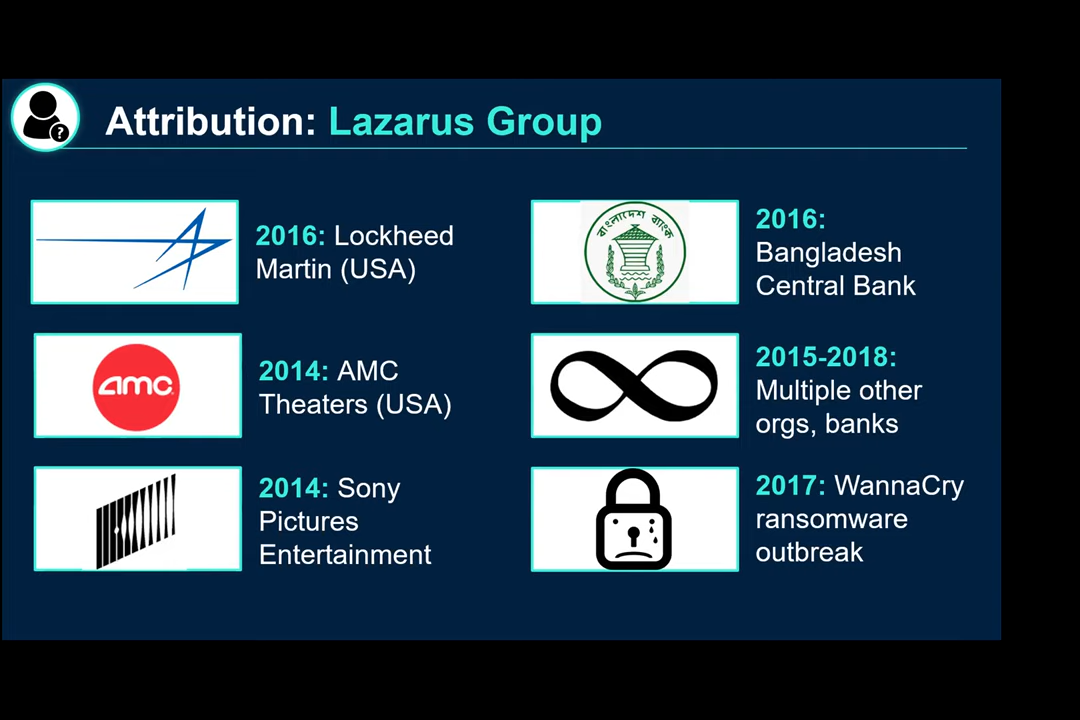 Attribution: Lazarus Group
2016: Lockheed
Martin (USA)
amc
2014: AMC
Theaters (USA)
2014: Sony
Pictures
Entertainment
বাংলাদেশ ব্যাংক
2016:
Bangladesh
Central Bank
2015-2018:
Multiple other
orgs, banks
2017: WannaCry
ransomware
outbreak
?